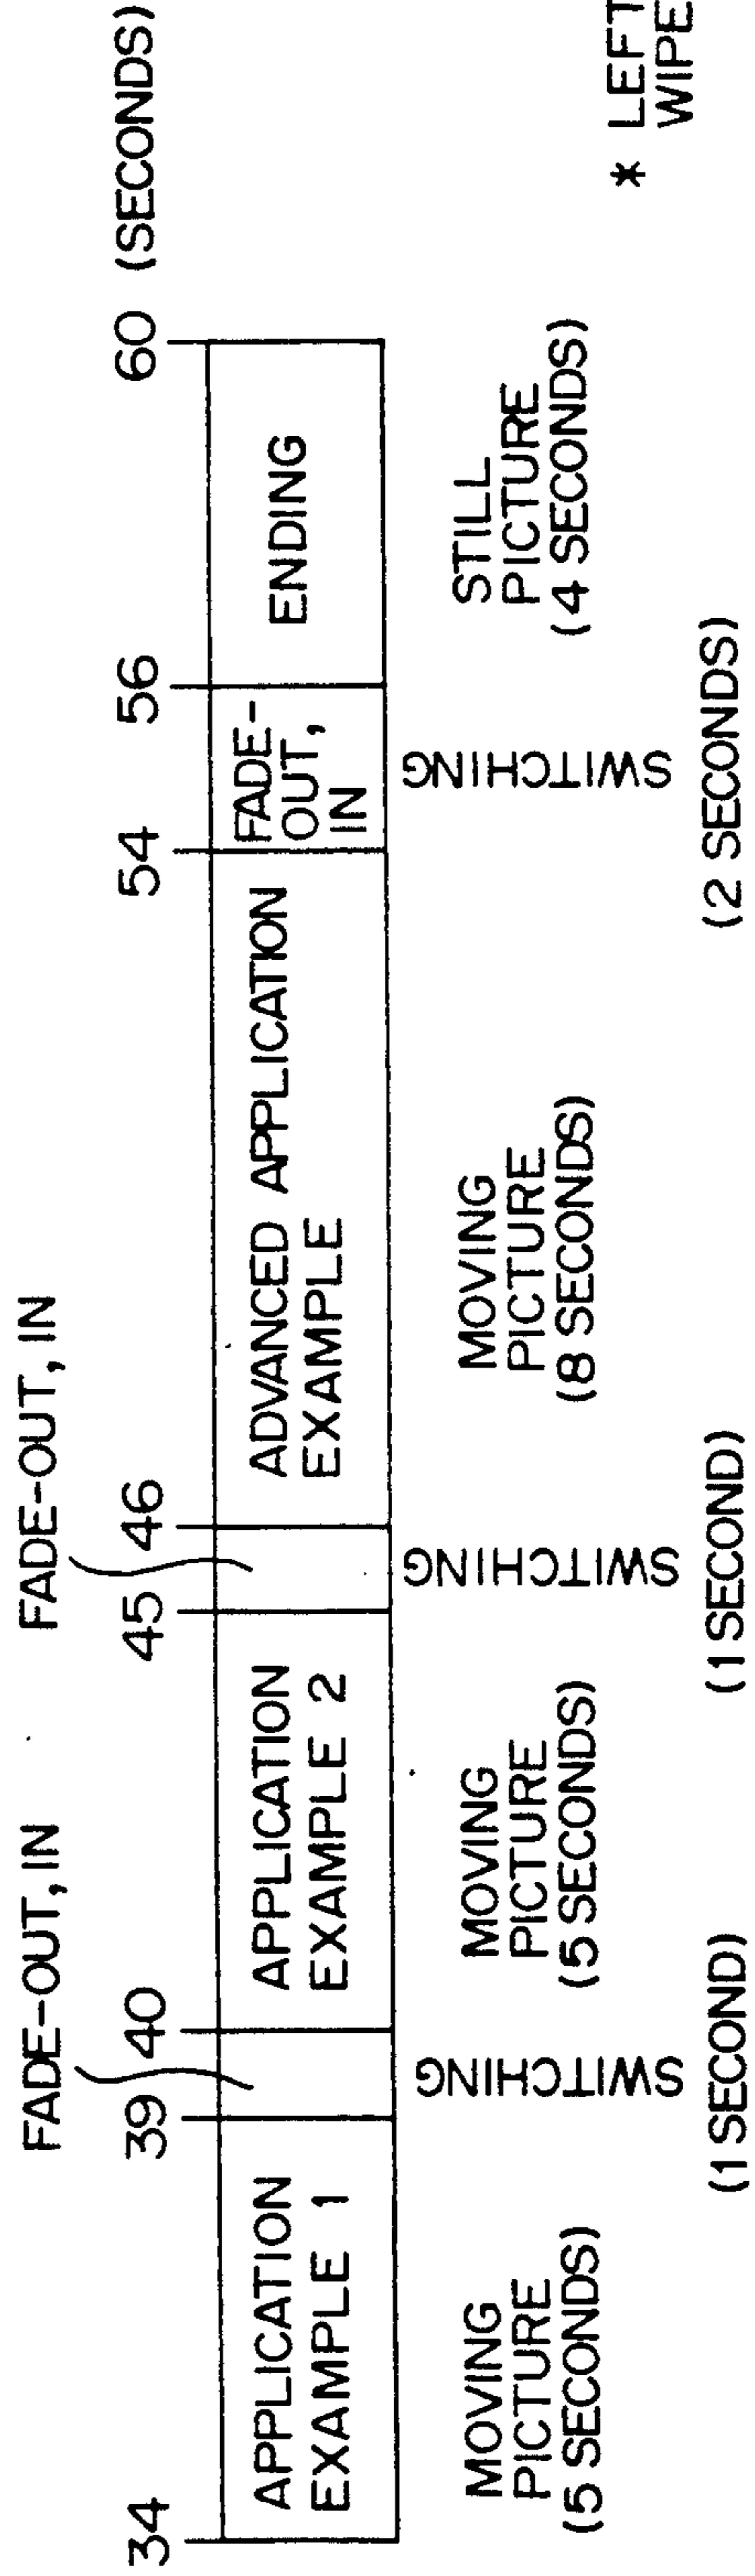 FADE-OUT, IN
FADE-OUT, IN
34
39
40
45
46
54
56
60
(SECONDS)
APPLICATION
EXAMPLE 1
APPLICATION
EXAMPLE 2
ADVANCED APPLICATION
EXAMPLE
FADE-
OUT,
IN
ENDING
MOVING
PICTURE
(5 SECONDS)
SWITCHING
(1 SECOND)
MOVING
PICTURE
(5 SECONDS)
SWITCHING
(1 SECOND)
MOVING
PICTURE
(8 SECONDS)
SWITCHING
(2 SECONDS)
STILL
PICTURE
(4 SECONDS)
* LEFT
WIPE